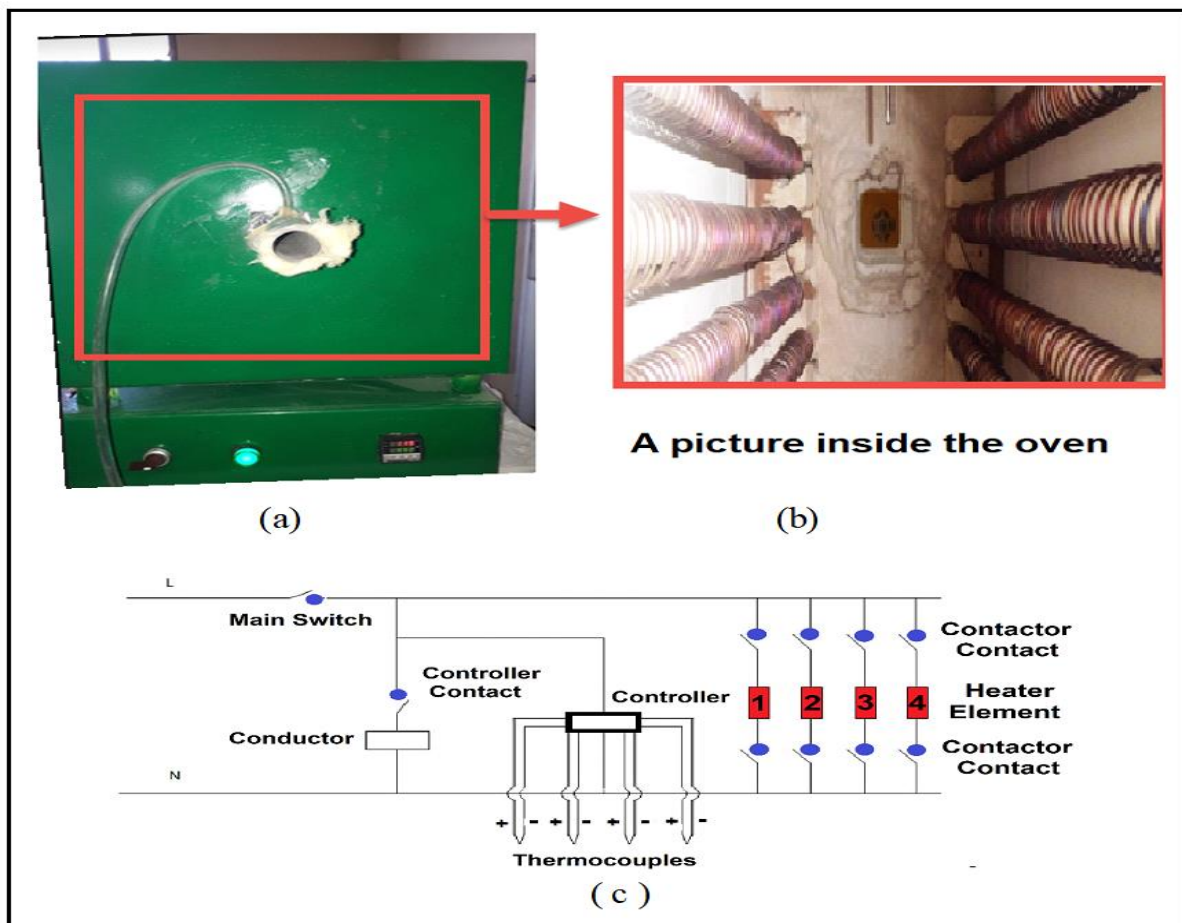 A picture inside the oven
(a)
(b)
L
Main Switch
Controller
Contact
Conductor
N
Controller
+ - + - + - + -
Thermocouples
1 2 3 4
Contactor
Contact
Heater
Element
Contactor
Contact
( c )